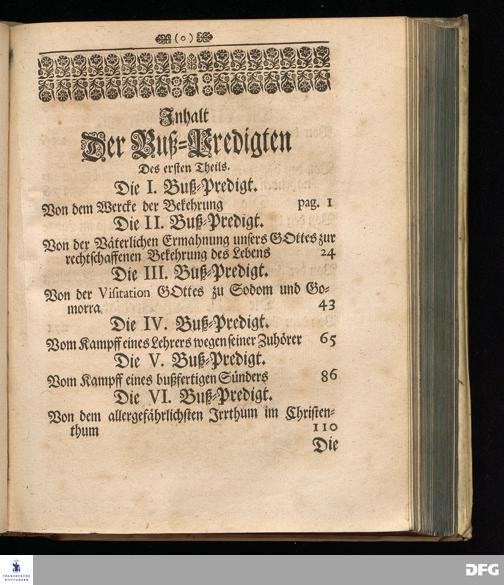 (o)
Inhalt
Der Buß-Predigten
Des ersten Theils.
Die I. Buß-Predigt.
Von dem Wercke der Bekehrung pag. 1
Die II. Buß-Predigt.
Von der Väterlichen Ermahnung unsers GOttes zur
rechtschaffenen Bekehrung des Lebens 24
Die III. Buß-Predigt.
Von der Visitation GOttes zu Sodom und Go-
morra 43
Die IV. Buß-Predigt.
Vom Kampff eines Lehrers wegen seiner Zuhörer 65
Die V. Buß-Predigt.
Vom Kampff eines bußfertigen Sünders 86
Die VI. Buß-Predigt.
Von dem allergefährlichsten Irrthum im Christen-
thum 110
Die
FRANCKESCHE
STIFTUNGEN
DFG